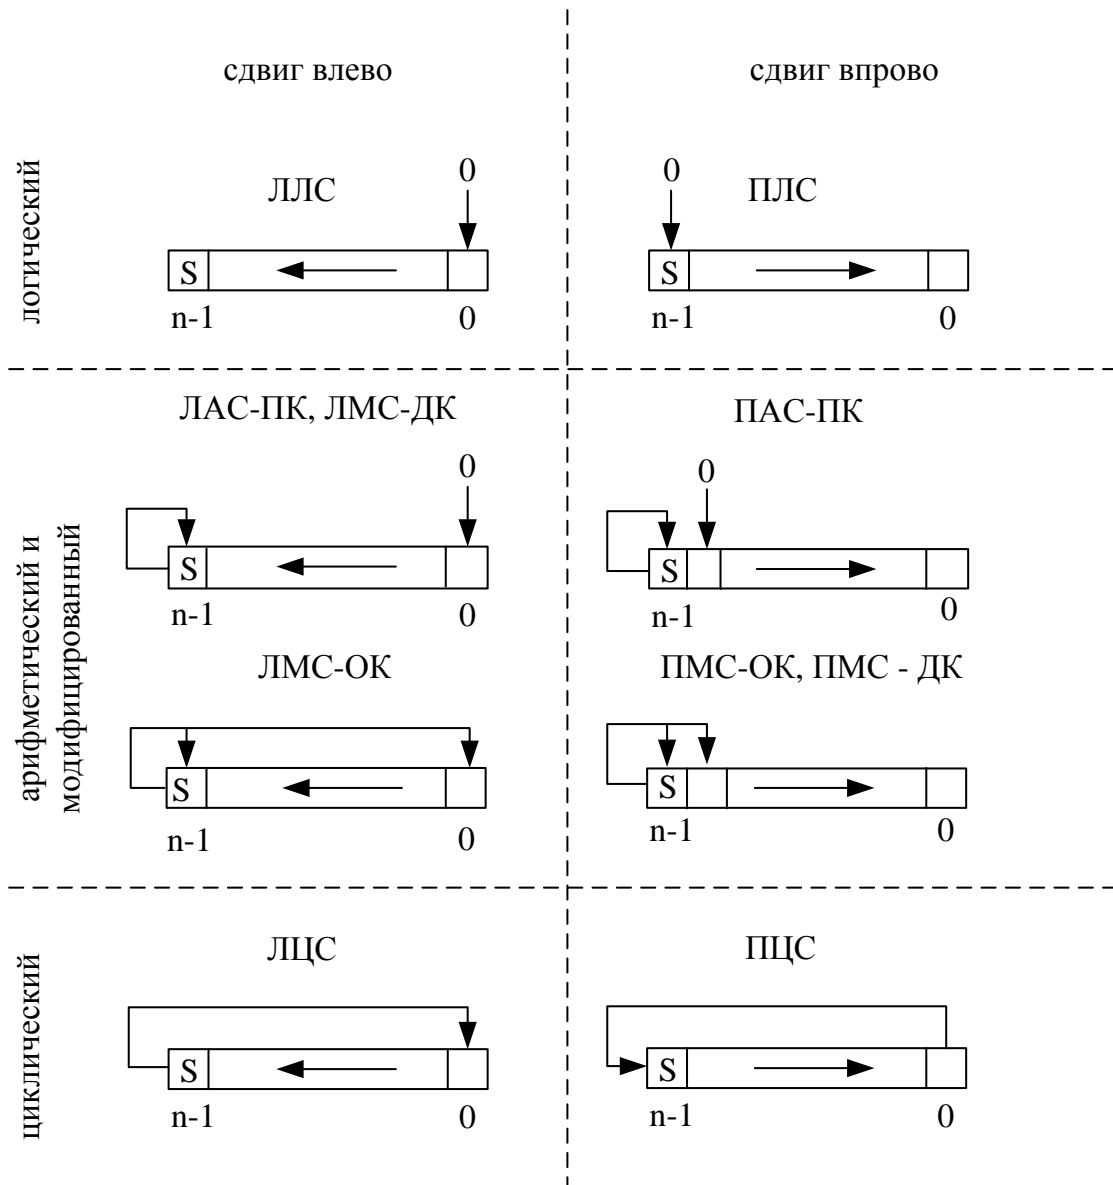 сдвиг влево
сдвиг впрово
логический
ЛЛС
0
S
n-1
0
ПЛС
0
S
n-1
0
арифметический и
модифицированный
ЛАС-ПК, ЛМС-ДК
0
S
n-1
0
ПАС-ПК
0
S
n-1
0
ЛМС-ОК
S
n-1
0
ПМС-ОК, ПМС - ДК
S
n-1
0
циклический
ЛЦС
S
n-1
0
ПЦС
S
n-1
0